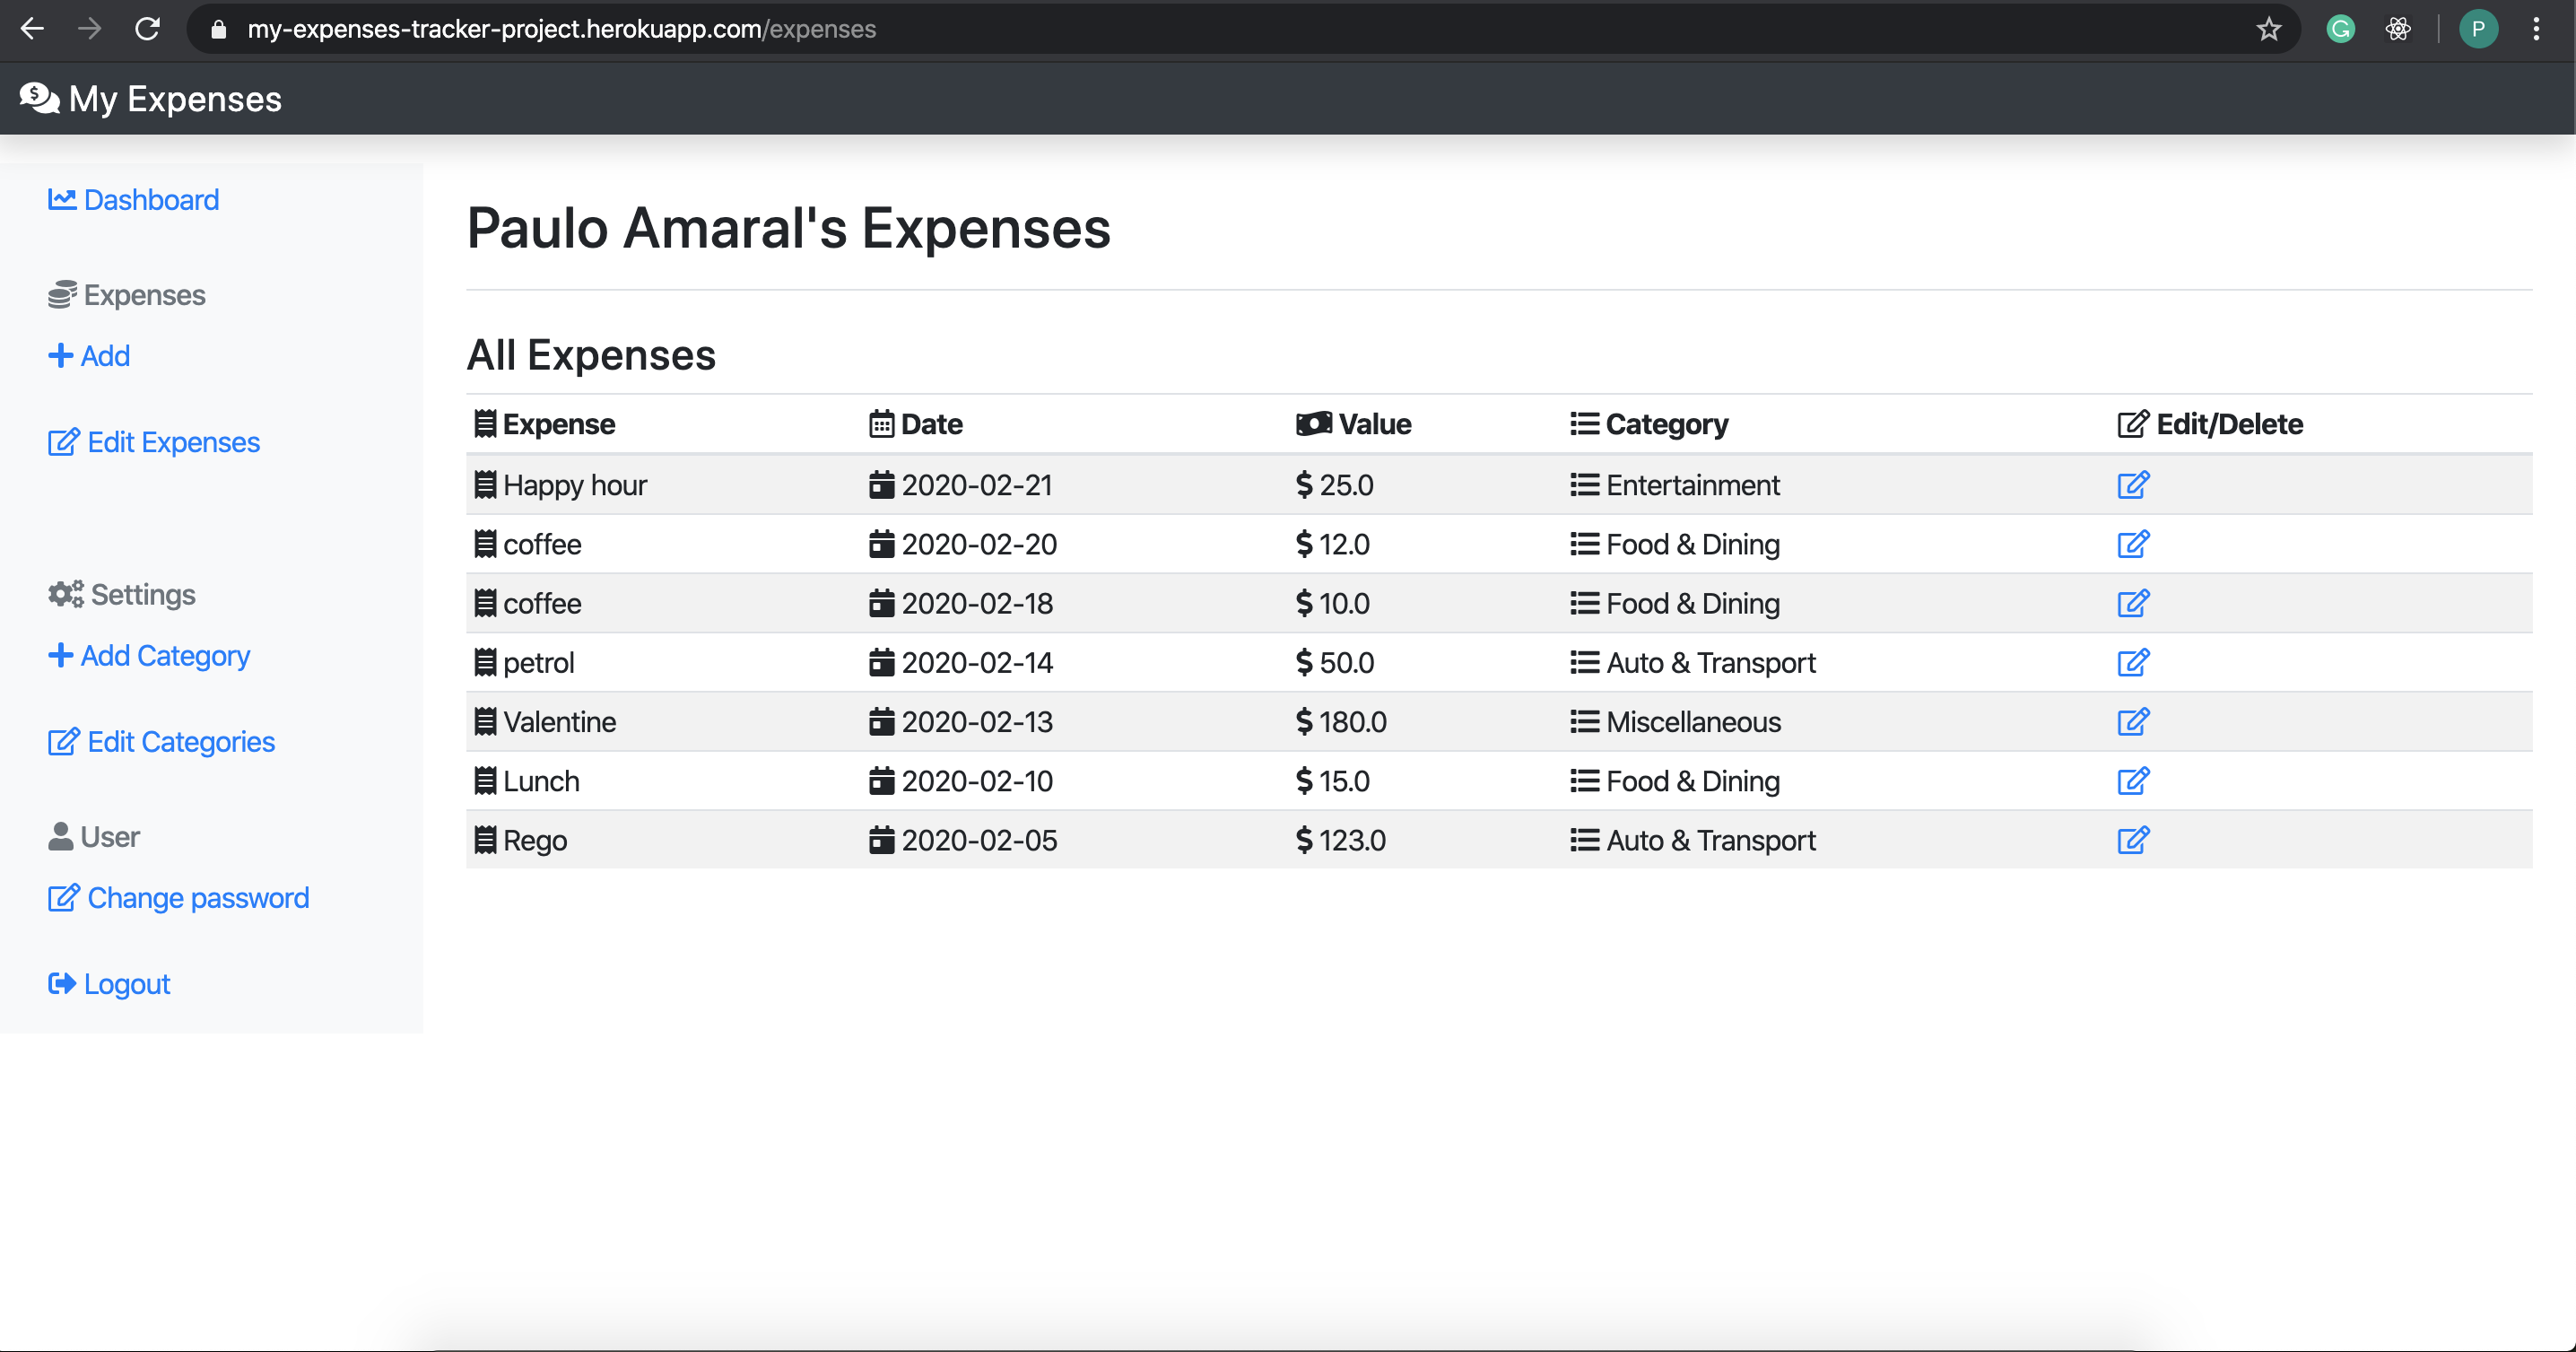 my-expenses-tracker-project.herokuapp.com/expenses
P
My Expenses
Dashboard
Expenses
Add
Edit Expenses
Settings
Add Category
Edit Categories
User
Change password
Logout
Paulo Amaral's Expenses
All Expenses
Expense Date Value Category Edit/Delete
Happy hour 2020-02-21 $ 25.0 Entertainment
coffee 2020-02-20 $ 12.0 Food & Dining
coffee 2020-02-18 $ 10.0 Food & Dining
petrol 2020-02-14 $ 50.0 Auto & Transport
Valentine 2020-02-13 $ 180.0 Miscellaneous
Lunch 2020-02-10 $ 15.0 Food & Dining
Rego 2020-02-05 $ 123.0 Auto & Transport